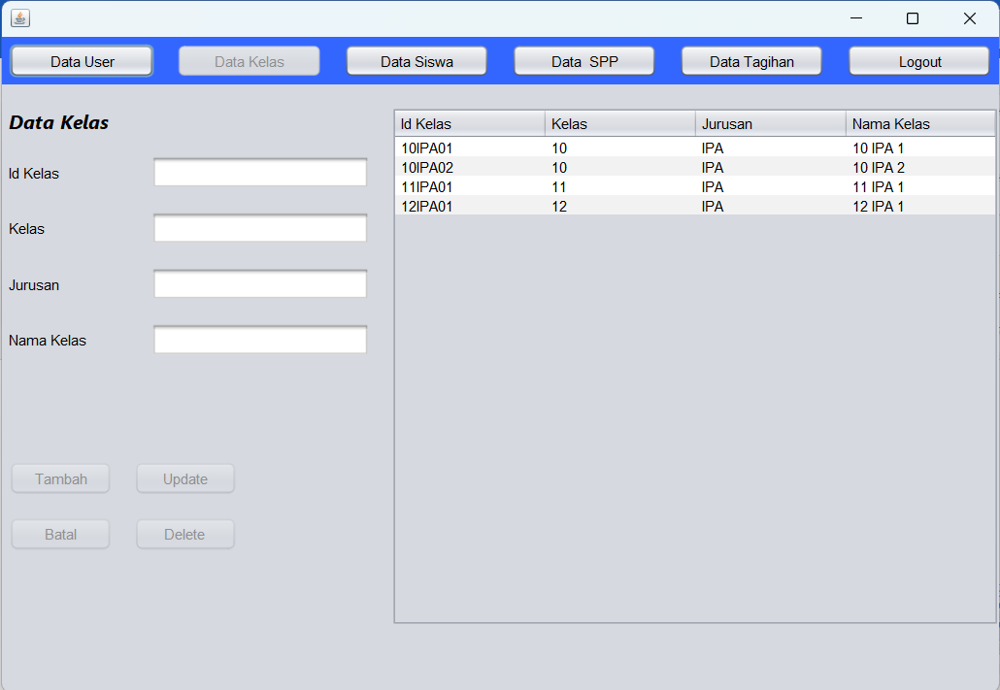 Data User Data Kelas Data Siswa Data  SPP Data Tagihan Logout
Data Kelas
Id Kelas
Kelas
Jurusan
Nama Kelas
Tambah Update
Batal Delete
Id Kelas Kelas Jurusan Nama Kelas
10IPA01 10 IPA 10 IPA 1
10IPA02 10 IPA 10 IPA 2
11IPA01 11 IPA 11 IPA 1
12IPA01 12 IPA 12 IPA 1